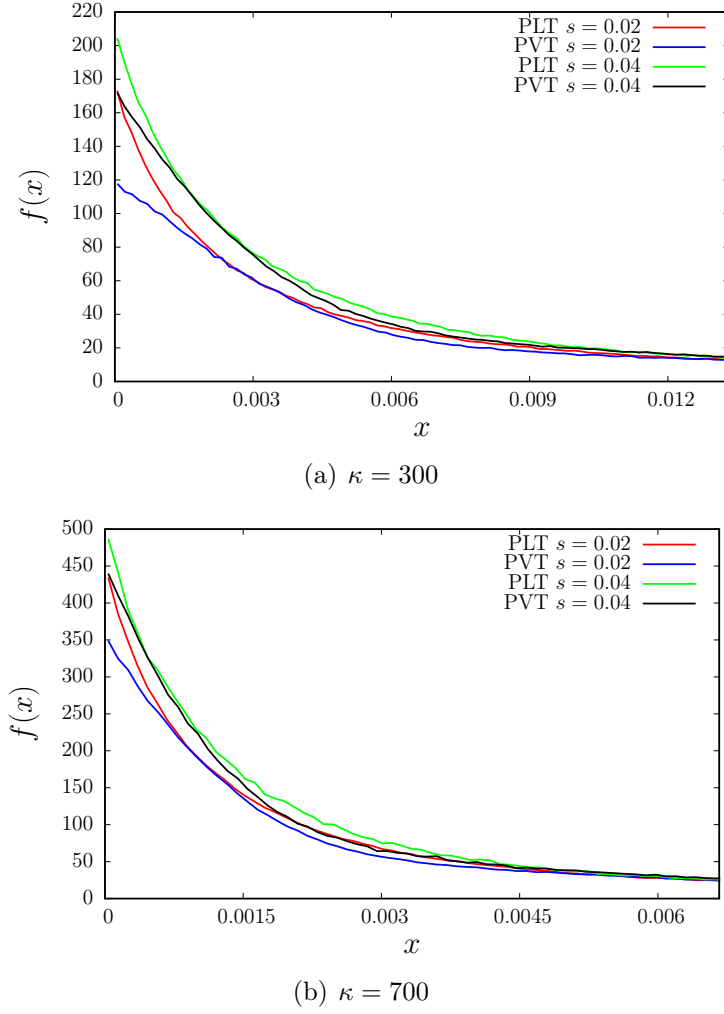 220
200
180
160
140
120
100
80
60
40
20
0
f(x)
PLT s = 0.02
PVT s = 0.02
PLT s = 0.04
PVT s = 0.04
0 0.003 0.006 0.009 0.012
x
(a) κ = 300
500
450
400
350
300
250
200
150
100
50
0
f(x)
PLT s = 0.02
PVT s = 0.02
PLT s = 0.04
PVT s = 0.04
0 0.0015 0.003 0.0045 0.006
x
(b) κ = 700